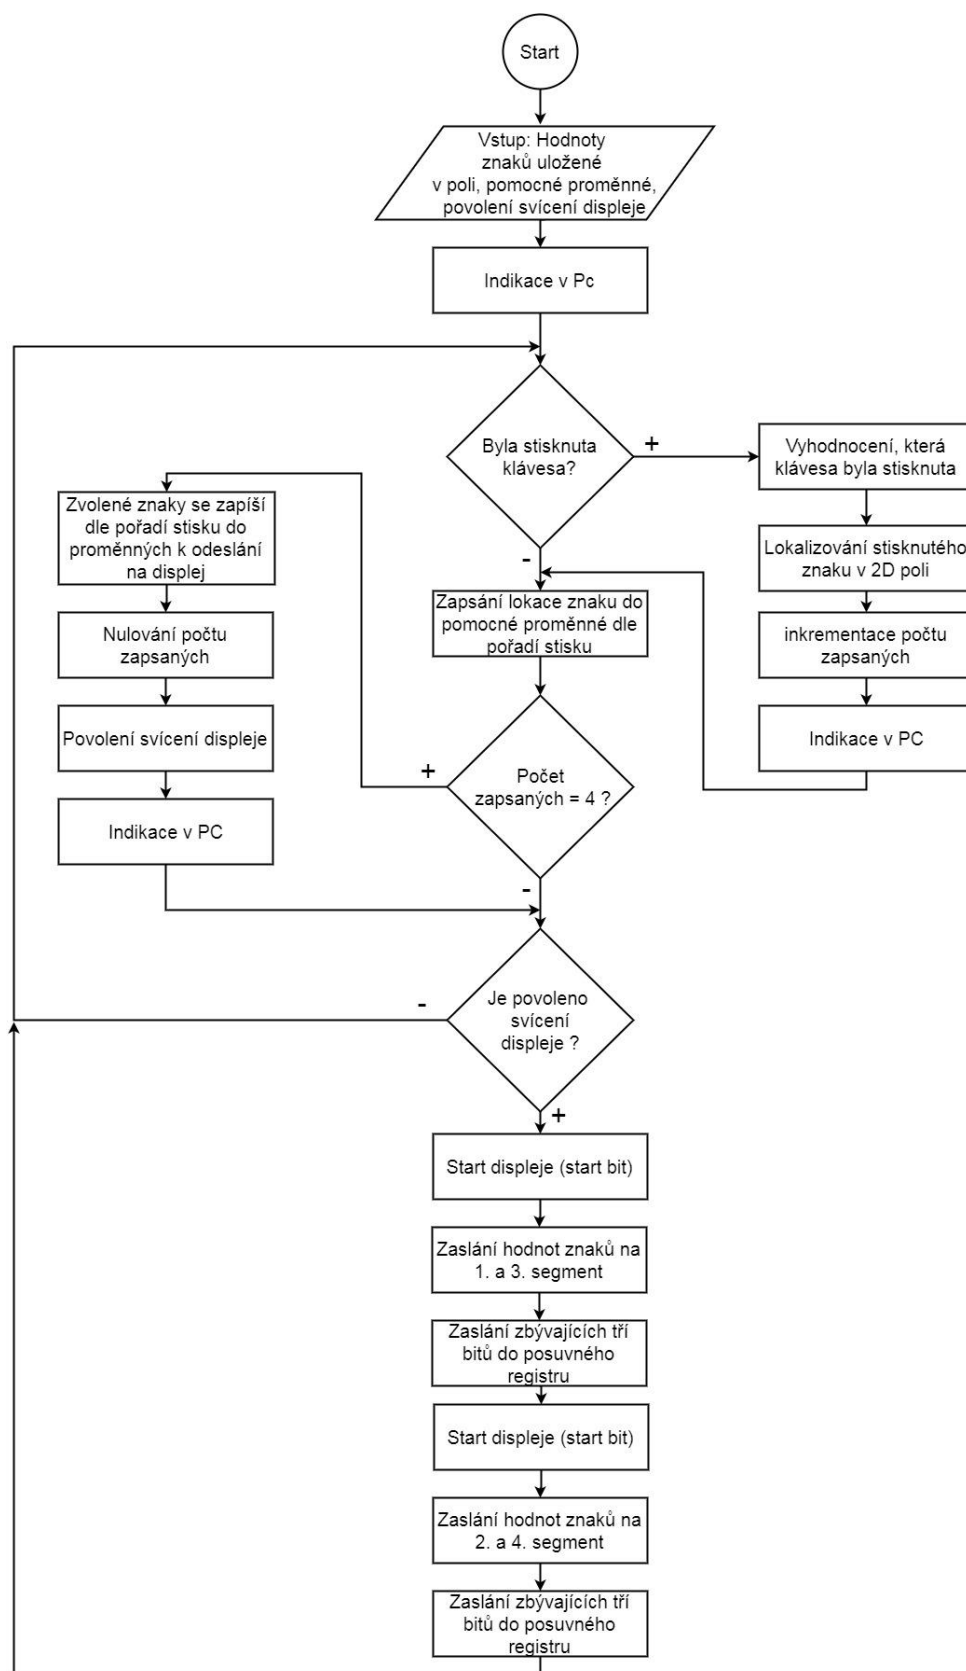 Start
Vstup: Hodnoty
znaků uložené
v poli, pomocné proměnné,
povolení svícení displeje
Indikace v Pc
Byla stisknuta
klávesa?
+
-
Vyhodnocení, která
klávesa byla stisknuta
Lokalizování stisknutého
znaku v 2D poli
inkrementace počtu
zapsaných
Indikace v PC
Zapsání lokace znaku do
pomocné proměnné dle
pořadí stisku
Počet
zapsaných = 4 ?
+
-
Zvolené znaky se zapíší
dle pořadí stisku do
proměnných k odeslání
na displej
Nulování počtu
zapsaných
Povolení svícení displeje
Indikace v PC
Je povoleno
svícení
displeje ?
-
+
Start displeje (start bit)
Zaslání hodnot znaků na
1. a 3. segment
Zaslání zbývajících tří
bitů do posuvného
registru
Start displeje (start bit)
Zaslání hodnot znaků na
2. a 4. segment
Zaslání zbývajících tří
bitů do posuvného
registru